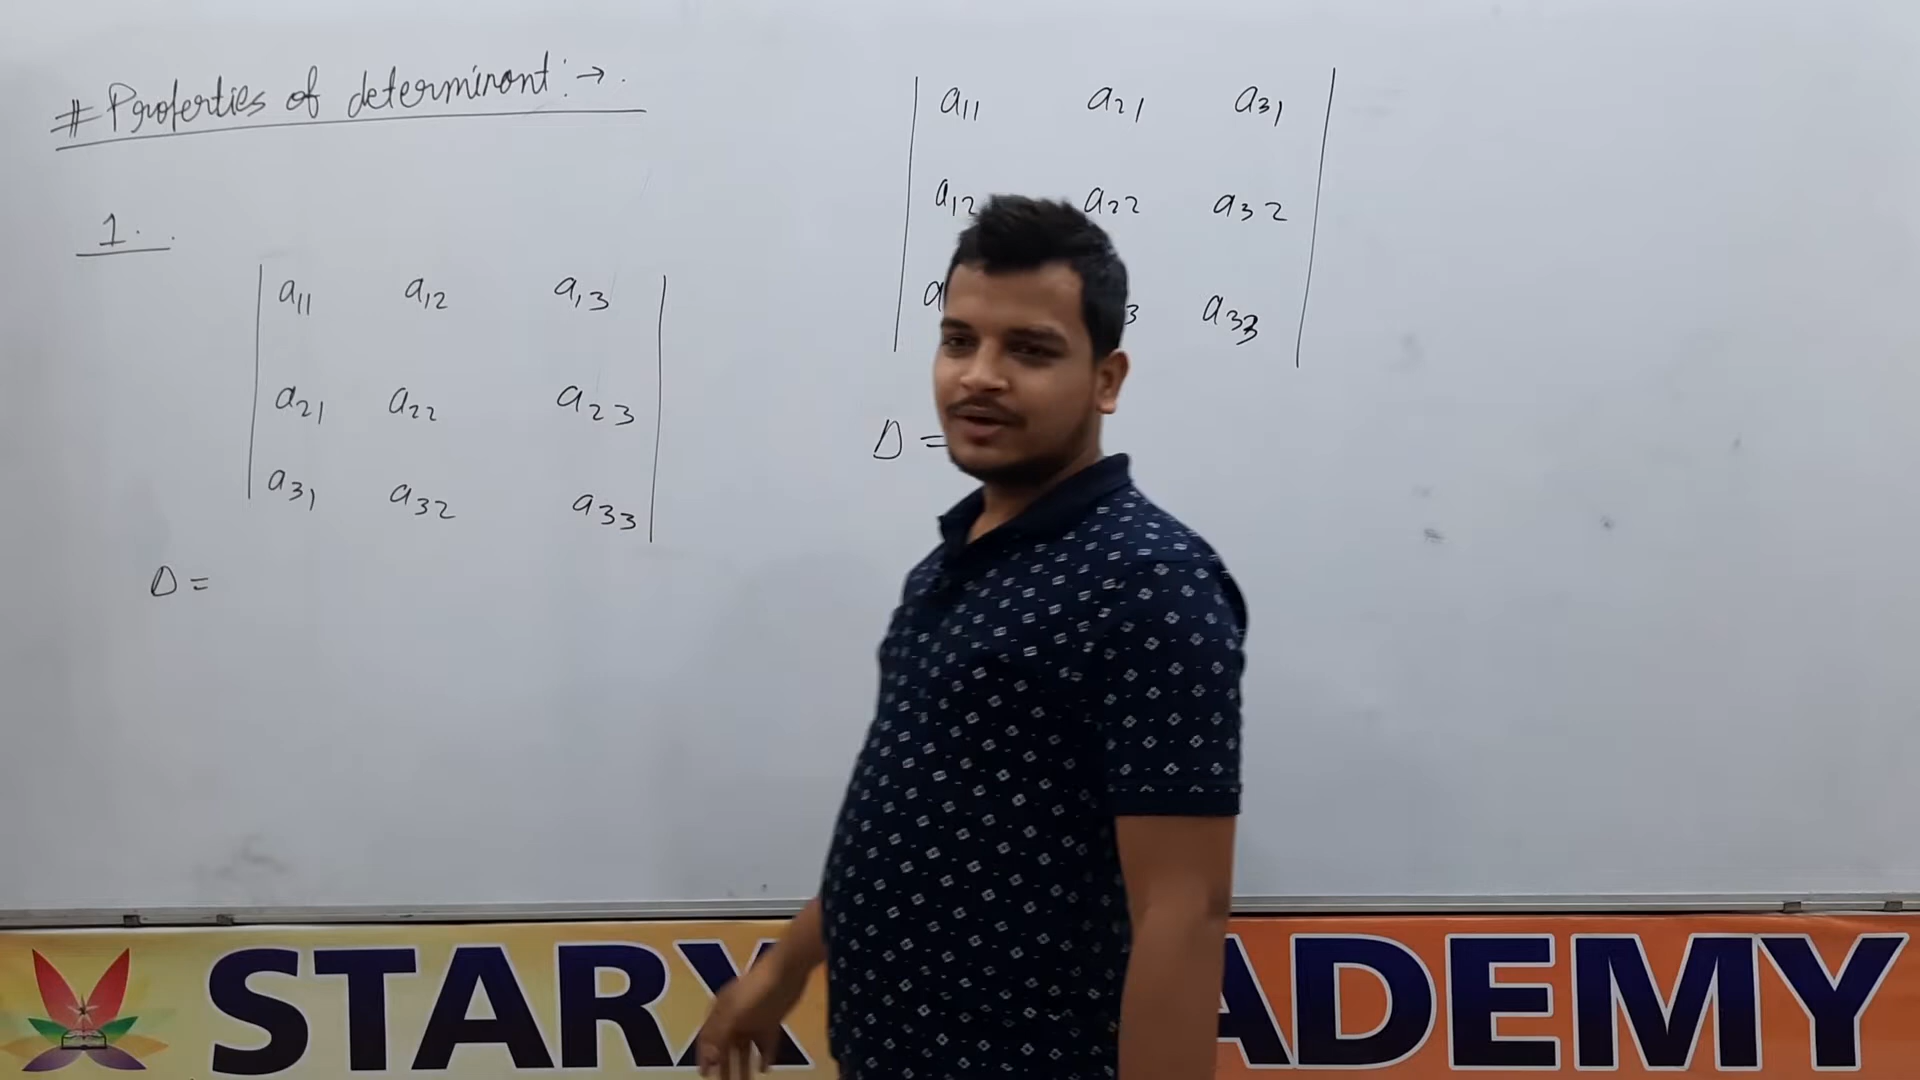 # Properties of determinant :→ .
1.
a11 a12 a13
a21 a22 a23
a31 a32 a33
D =
a11 a21 a31
a12 a22 a32
a33
D =
STARX ADEMY